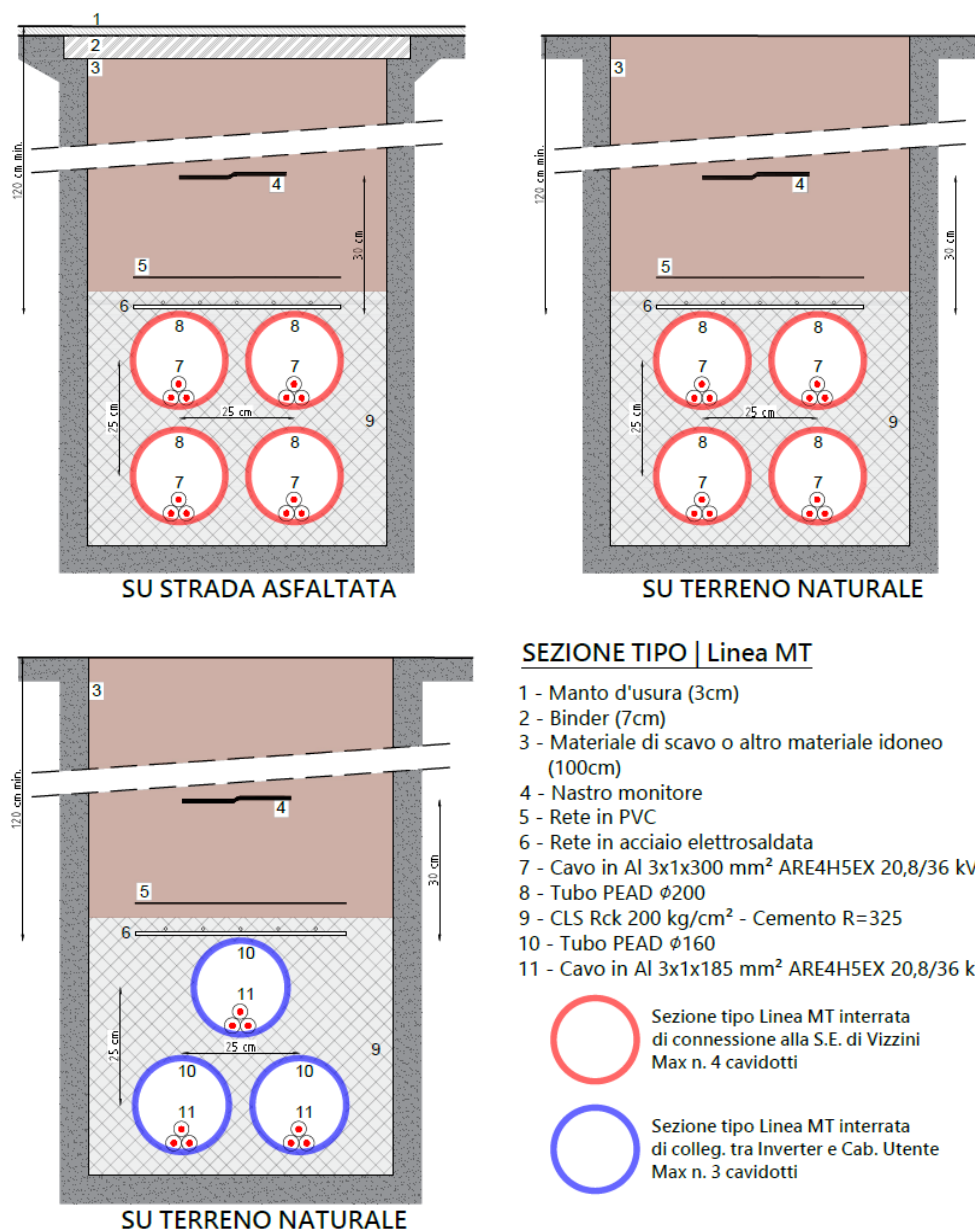 1
2
3
120 cm min.
4
30 cm
5
6
8
8
7
7
25 cm
25 cm
9
8
8
7
7
SU STRADA ASFALTATA
3
120 cm min.
4
30 cm
5
6
8
8
7
7
25 cm
25 cm
9
8
8
7
7
SU TERRENO NATURALE
3
120 cm min.
4
30 cm
5
6
10
11
25 cm
25 cm
9
10
10
11
11
SU TERRENO NATURALE
SEZIONE TIPO | Linea MT
1 - Manto d'usura (3cm)
2 - Binder (7cm)
3 - Materiale di scavo o altro materiale idoneo
(100cm)
4 - Nastro monitore
5 - Rete in PVC
6 - Rete in acciaio elettrosaldata
7 - Cavo in Al 3x1x300 mm² ARE4H5EX 20,8/36 kV
8 - Tubo PEAD ⌀200
9 - CLS Rck 200 kg/cm² - Cemento R=325
10 - Tubo PEAD ⌀160
11 - Cavo in Al 3x1x185 mm² ARE4H5EX 20,8/36 k
Sezione tipo Linea MT interrata
di connessione alla S.E. di Vizzini
Max n. 4 cavidotti
Sezione tipo Linea MT interrata
di colleg. tra Inverter e Cab. Utente
Max n. 3 cavidotti